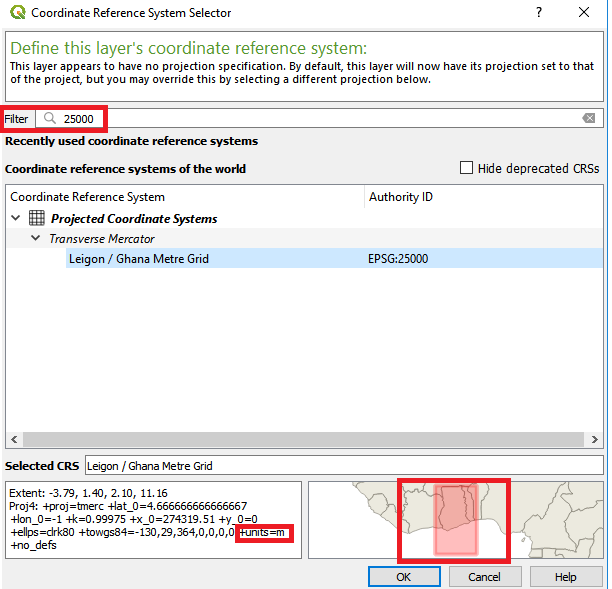 Coordinate Reference System Selector
?
Define this layer's coordinate reference system:
This layer appears to have no projection specification. By default, this layer will now have its projection set to that
of the project, but you may override this by selecting a different projection below.
Filter 25000
Recently used coordinate reference systems
Coordinate reference systems of the world Hide deprecated CRSs
Coordinate Reference System Authority ID
Projected Coordinate Systems
Transverse Mercator
Leigon / Ghana Metre Grid EPSG:25000
Selected CRS Leigon / Ghana Metre Grid
Extent: -3.79, 1.40, 2.10, 11.16
Proj4: +proj=tmerc +lat_0=4.666666666666667
+lon_0=-1 +k=0.99975 +x_0=274319.51 +y_0=0
+ellps=clrk80 +towgs84=-130,29,364,0,0,0,0 +units=m
+no_defs
OK Cancel Help